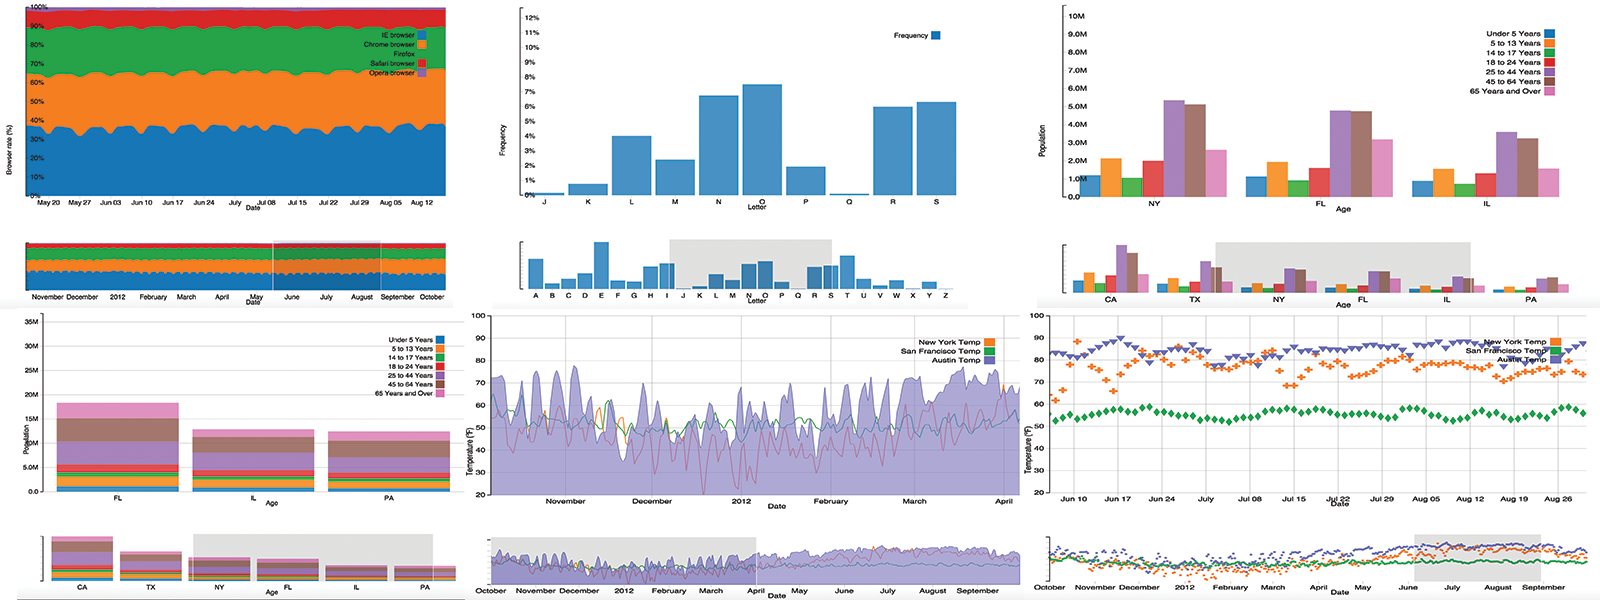 100%
80%
70%
60%
50%
40%
30%
20%
10%
0%
Browser rate (%)
IE browser
Chrome browser
Firefox
Safari browser
Opera browser
May 20 May 27 Jun 03 Jun 10 Jun 17 Jun 24 July Jul 08 Jul 15 Jul 22 Jul 29 Aug 05 Aug 12
Date
November December 2012 February March April May June July August September October
Date
12%
11%
10%
9%
8%
7%
6%
5%
4%
3%
2%
1%
0%
Frequency
Frequency
J K L M N O P Q R S
Letter
A B C D E F G H I J K L M N O P Q R S T U V W X Y Z
Letter
10M
9.0M
8.0M
7.0M
6.0M
5.0M
4.0M
3.0M
2.0M
1.0M
0.0
Population
Under 5 Years
5 to 13 Years
14 to 17 Years
18 to 24 Years
25 to 44 Years
45 to 64 Years
65 Years and Over
NY FL IL
Age
CA TX NY FL IL PA
Age
35M
30M
25M
20M
15M
10M
5.0M
0.0
Population
Under 5 Years
5 to 13 Years
14 to 17 Years
18 to 24 Years
25 to 44 Years
45 to 64 Years
65 Years and Over
FL IL PA
Age
CA TX NY FL IL PA
Age
100
90
80
70
60
50
40
30
20
Temperature (°F)
New York Temp
San Francisco Temp
Austin Temp
November December 2012 February March April
Date
October November December 2012 February March April May June July August September
Date
100
90
80
70
60
50
40
30
20
Temperature (°F)
New York Temp
San Francisco Temp
Austin Temp
Jun 10 Jun 17 Jun 24 July Jul 08 Jul 15 Jul 22 Jul 29 Aug 05 Aug 12 Aug 19 Aug 26
Date
October November December 2012 February March April May June July August September
Date